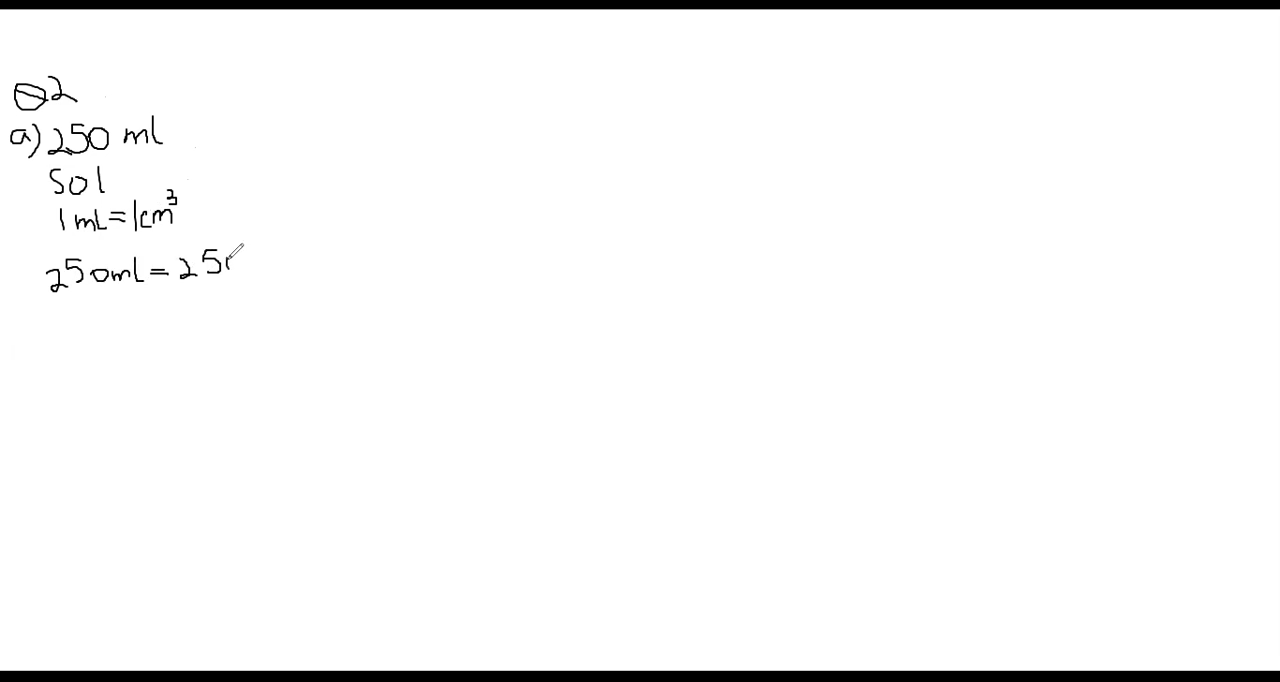 Q2
a) 250 ml
Sol
1 mL = 1cm³
250ml = 25